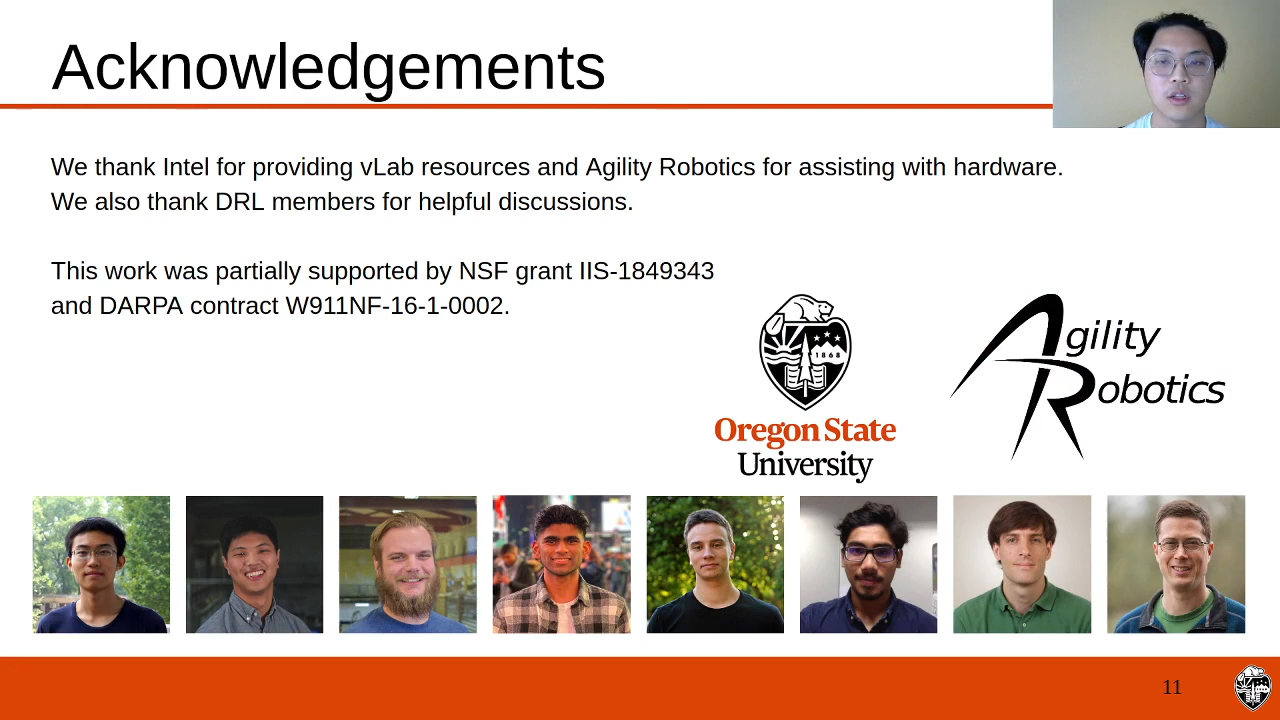 Acknowledgements
We thank Intel for providing vLab resources and Agility Robotics for assisting with hardware.
We also thank DRL members for helpful discussions.
This work was partially supported by NSF grant IIS-1849343
and DARPA contract W911NF-16-1-0002.
1868
Oregon State
University
Agility
Robotics
11